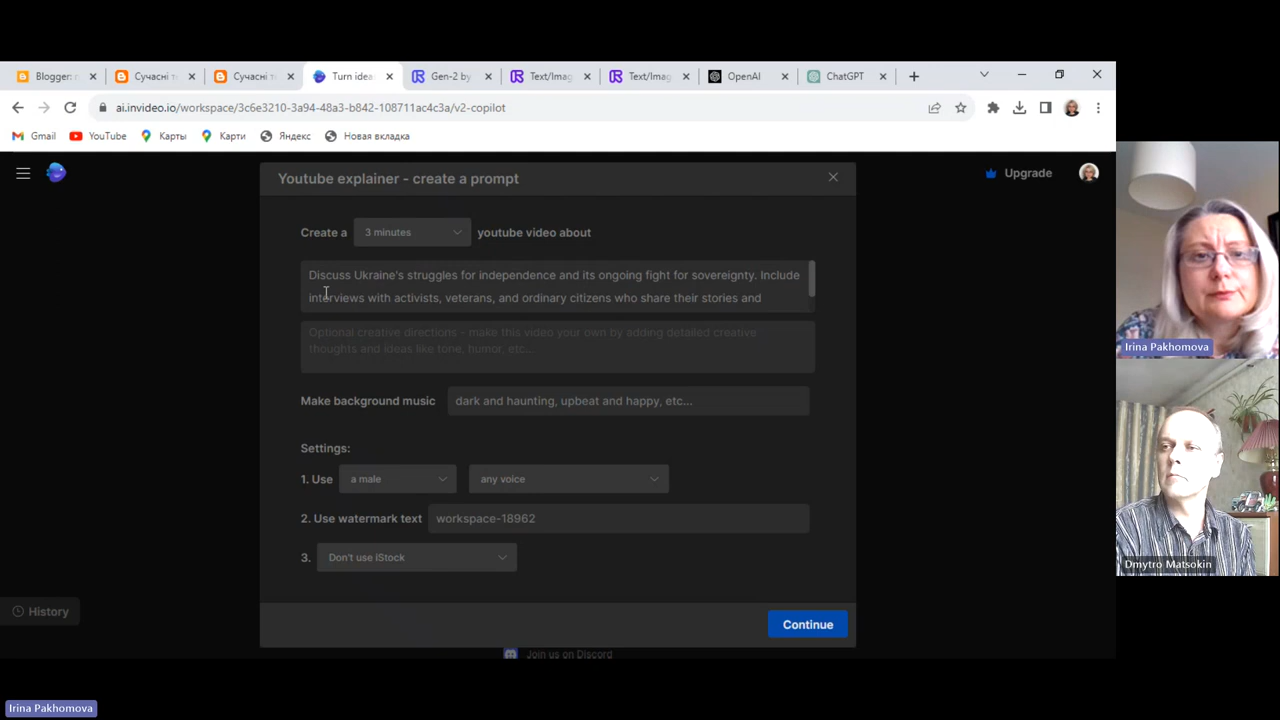 Blogger:
Сучасні т
Сучасні т
Turn idea
Gen-2 by
Text/Imag
Text/Imag
OpenAI
ChatGPT
ai.invideo.io/workspace/3c6e3210-3a94-48a3-b842-108711ac4c3a/v2-copilot
Gmail
YouTube
Карты
Карти
Яндекс
Новая вкладка
Youtube explainer - create a prompt
Upgrade
Create a 3 minutes youtube video about
Discuss Ukraine's struggles for independence and its ongoing fight for sovereignty. Include
interviews with activists, veterans, and ordinary citizens who share their stories and
Optional creative directions - make this video your own by adding detailed creative
thoughts and ideas like tone, humor, etc...
Make background music dark and haunting, upbeat and happy, etc...
Settings:
1. Use a male any voice
2. Use watermark text workspace-18962
3. Don't use iStock
History
Continue
Join us on Discord
Irina Pakhomova
Dmytro Matsokin
Irina Pakhomova